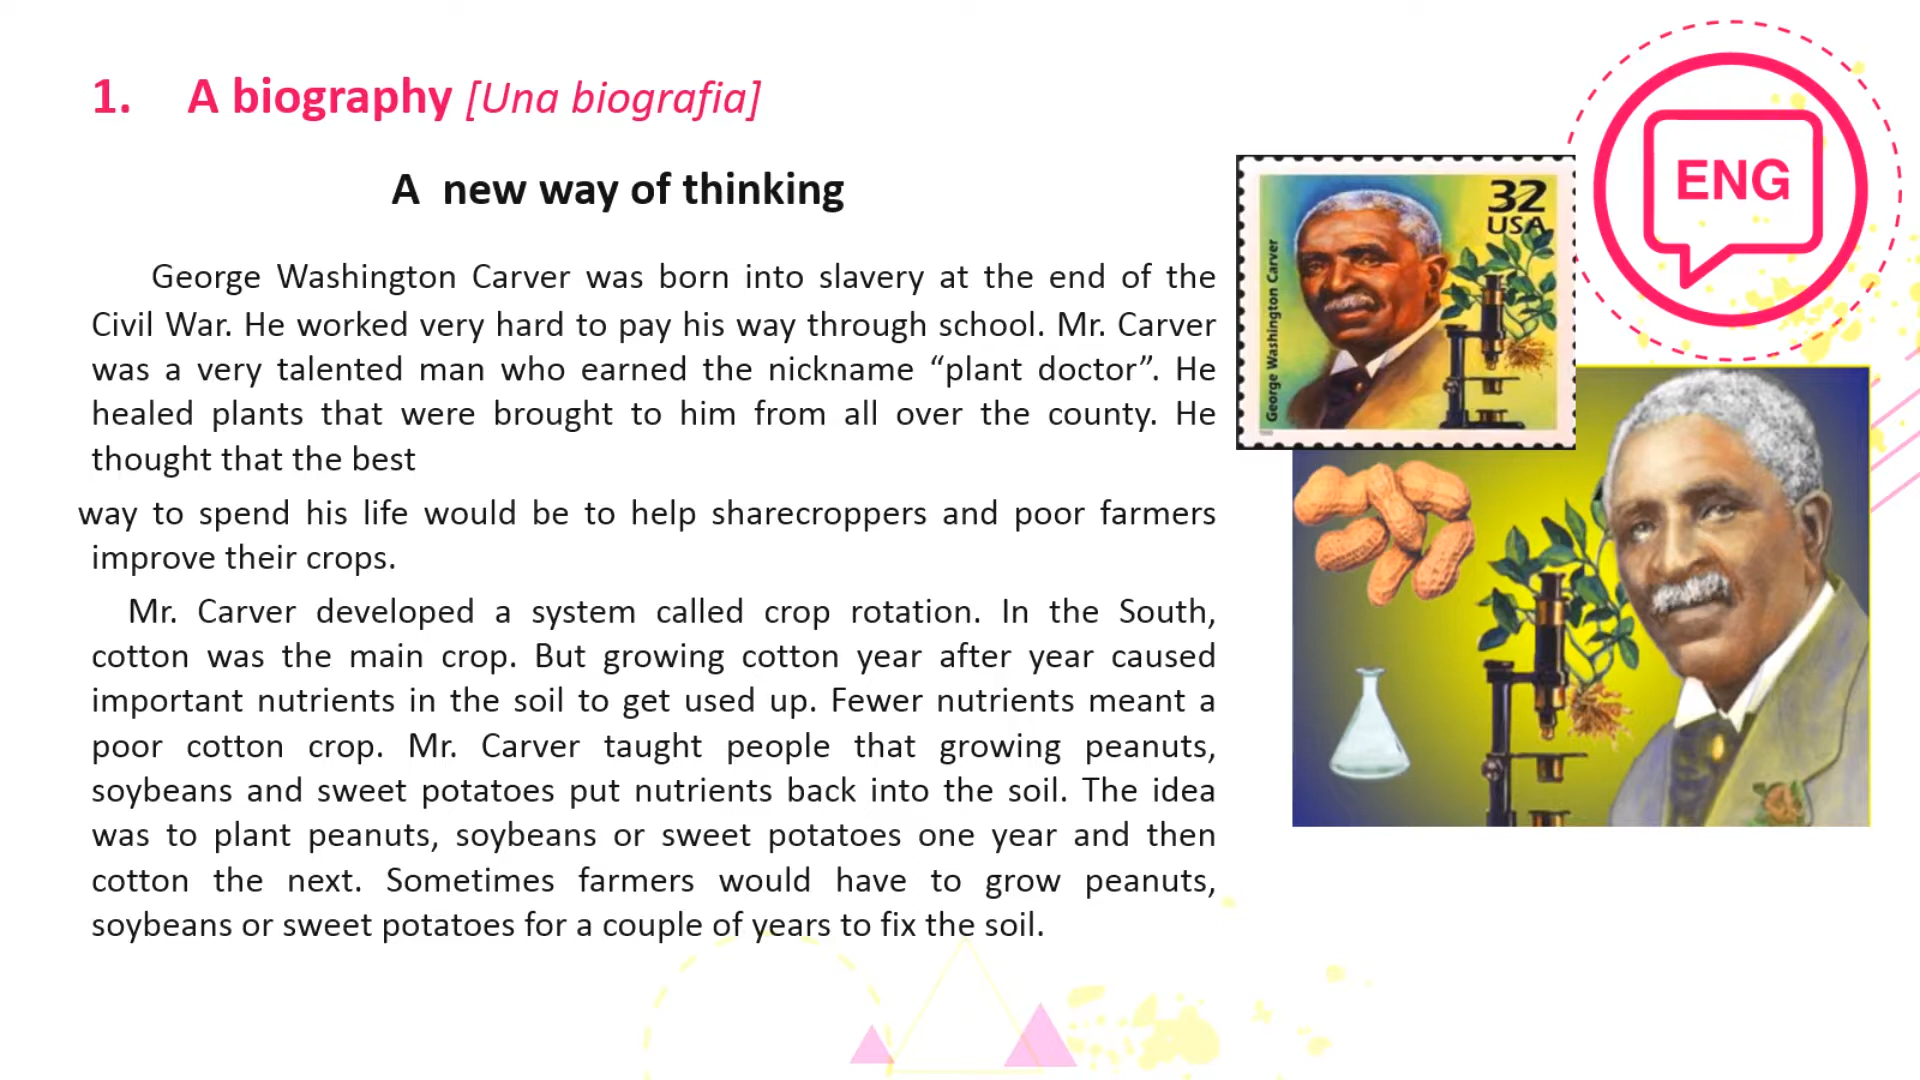 1. A biography [Una biografia]
A new way of thinking
George Washington Carver was born into slavery at the end of the
Civil War. He worked very hard to pay his way through school. Mr. Carver
was a very talented man who earned the nickname “plant doctor”. He
healed plants that were brought to him from all over the county. He
thought that the best
way to spend his life would be to help sharecroppers and poor farmers
improve their crops.
Mr. Carver developed a system called crop rotation. In the South,
cotton was the main crop. But growing cotton year after year caused
important nutrients in the soil to get used up. Fewer nutrients meant a
poor cotton crop. Mr. Carver taught people that growing peanuts,
soybeans and sweet potatoes put nutrients back into the soil. The idea
was to plant peanuts, soybeans or sweet potatoes one year and then
cotton the next. Sometimes farmers would have to grow peanuts,
soybeans or sweet potatoes for a couple of years to fix the soil.
32
USA
George Washington Carver
ENG